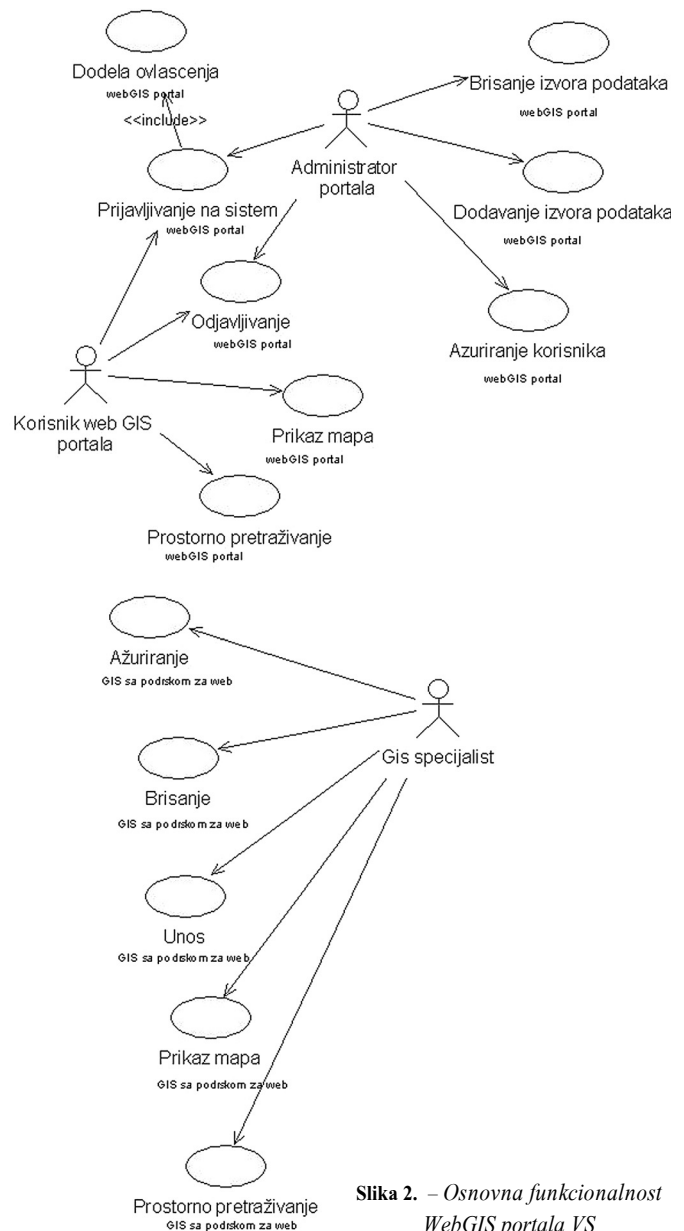 Dodela ovlascenja
webGIS portal
<<include>>
Brisanje izvora podataka
webGIS portal
Administrator
portala
Prijavljivanje na sistem
webGIS portal
Dodavanje izvora podataka
webGIS portal
Odjavljivanje
webGIS portal
Azuriranje korisnika
webGIS portal
Korisnik web GIS
portala
Prikaz mapa
webGIS portal
Prostorno pretraživanje
webGIS portal
Ažuriranje
GIS sa podrskom za web
Gis specijalist
Brisanje
GIS sa podrskom za web
Unos
GIS sa podrskom za web
Prikaz mapa
GIS sa podrskom za web
Prostorno pretraživanje
GIS sa podrskom za web
Slika 2. – Osnovna funkcionalnost
WebGIS portala VS